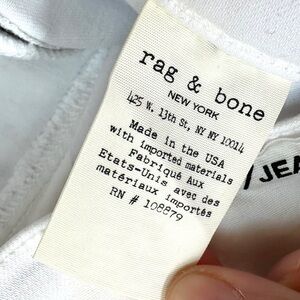 rag & bone
NEW YORK
425 W. 13th St, NY NY 10014
Made in the USA
with imported materials
Fabriqué Aux
Etats-Unis avec des
matériaux importés
RN # 108879
/JEA